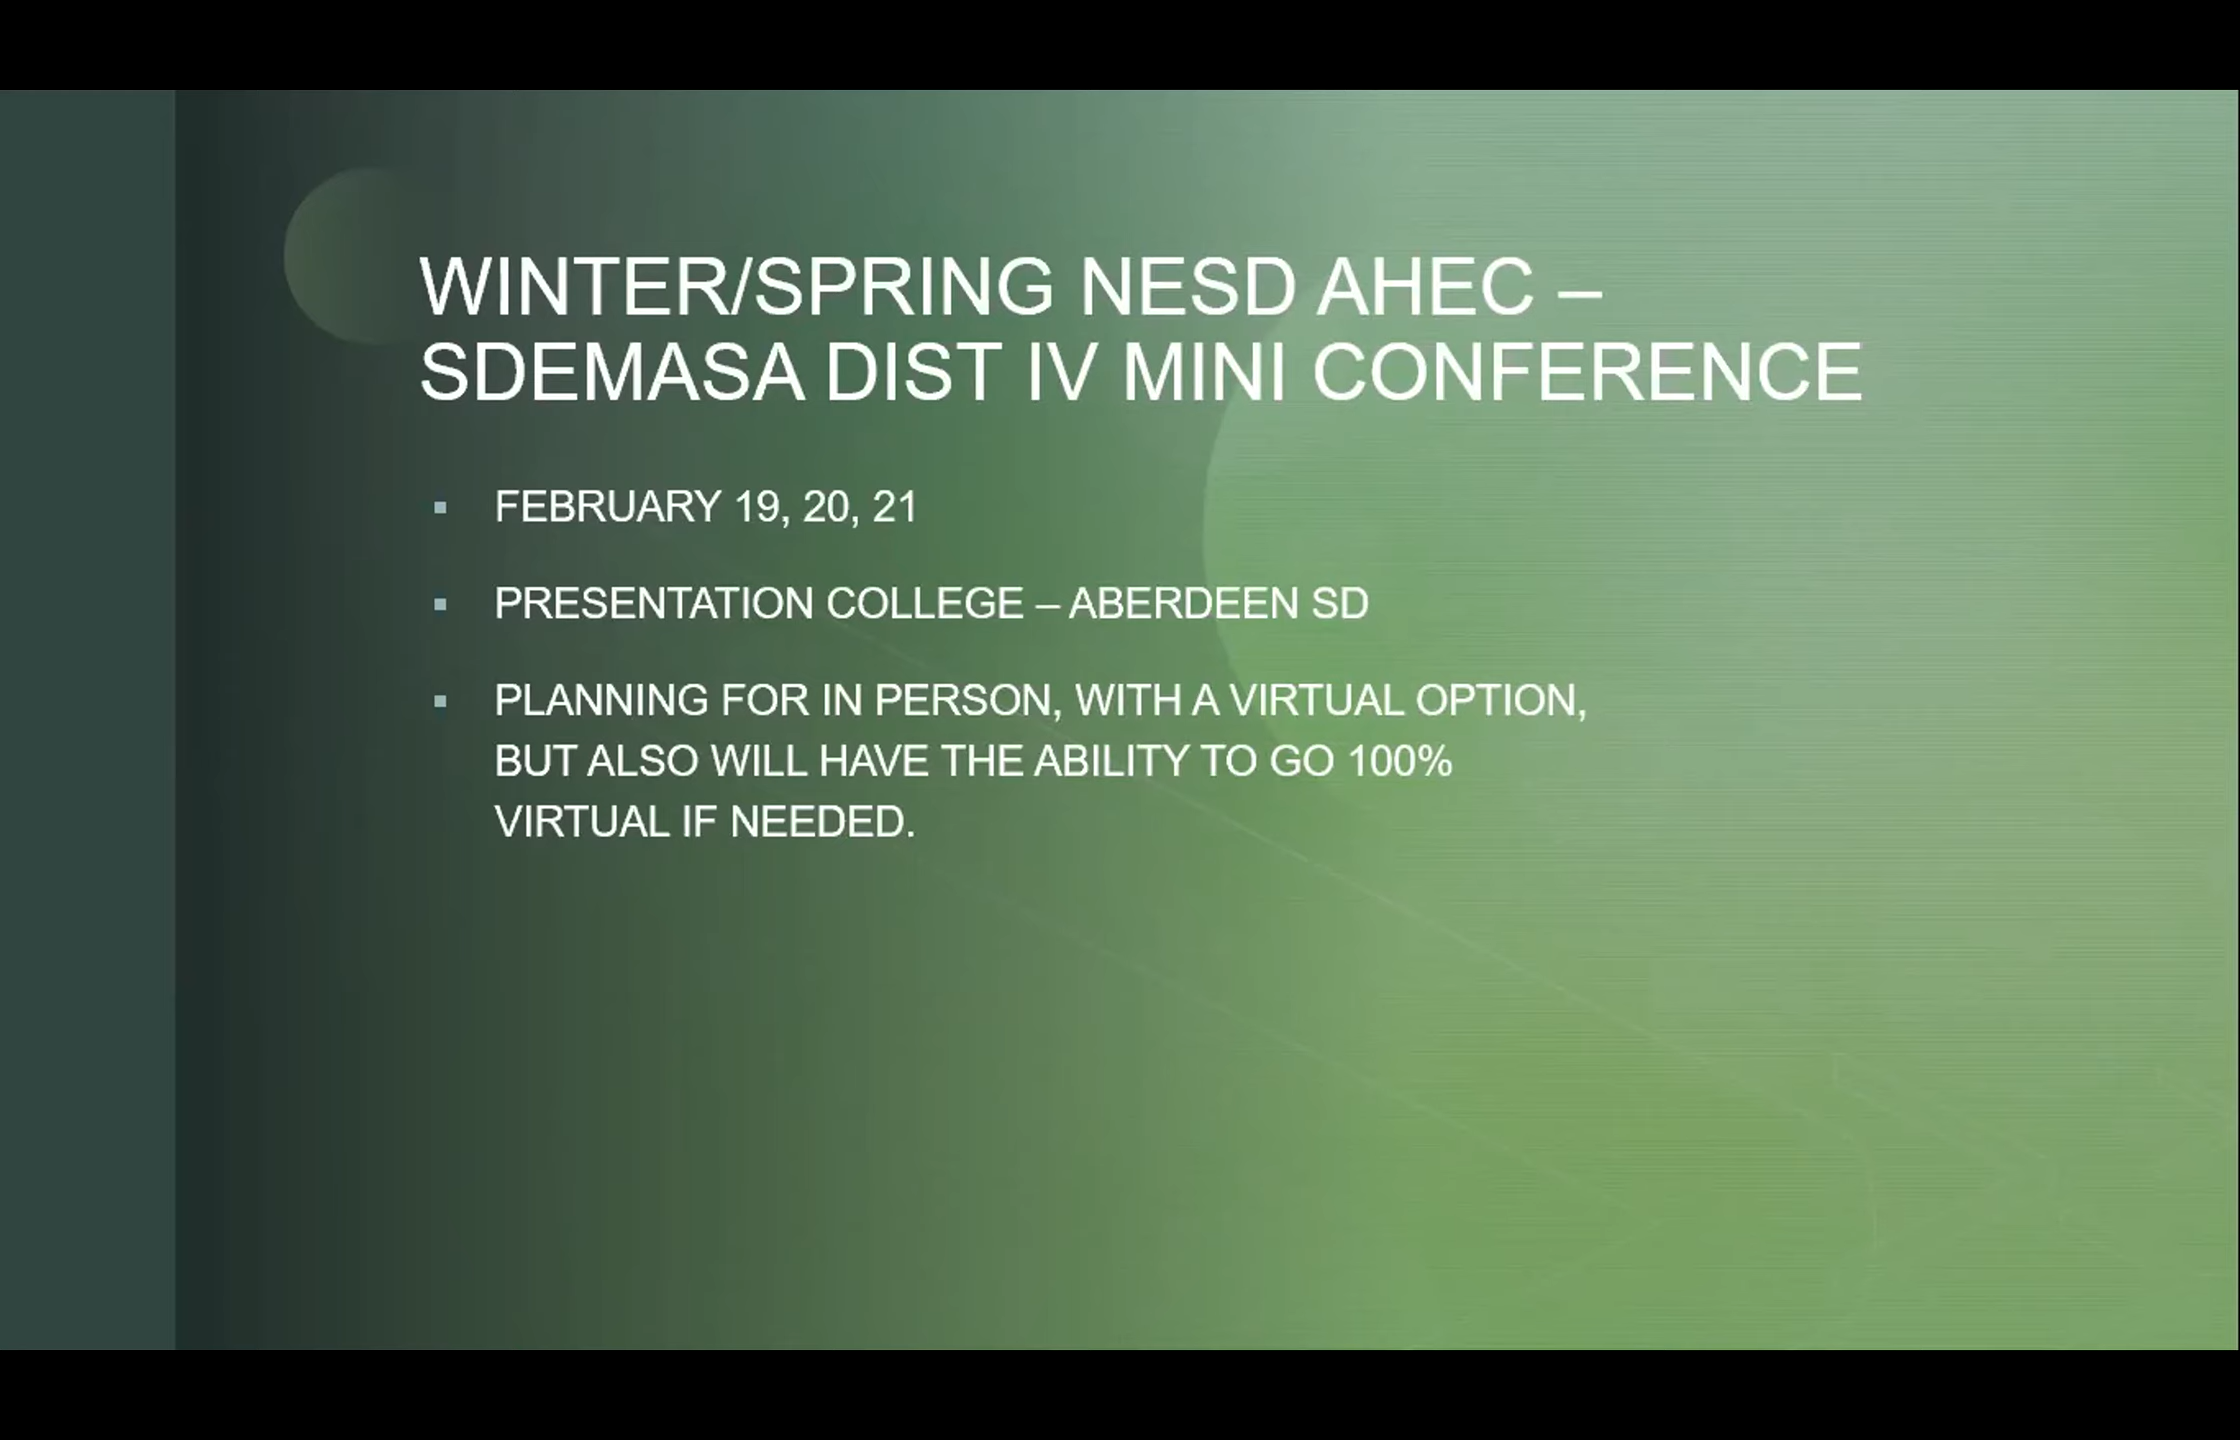 WINTER/SPRING NESD AHEC –
SDEMASA DIST IV MINI CONFERENCE
▪ FEBRUARY 19, 20, 21
▪ PRESENTATION COLLEGE – ABERDEEN SD
▪ PLANNING FOR IN PERSON, WITH A VIRTUAL OPTION,
BUT ALSO WILL HAVE THE ABILITY TO GO 100%
VIRTUAL IF NEEDED.